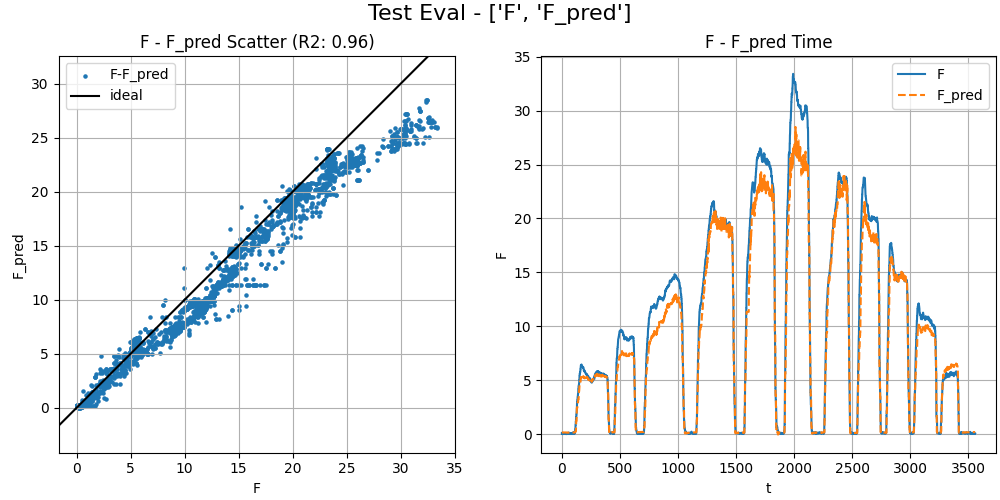 Test Eval - ['F', 'F_pred']
F - F_pred Scatter (R2: 0.96)
F-F_pred
ideal
30
25
20
15
10
5
0
F_pred
0 5 10 15 20 25 30 35
F
F - F_pred Time
F
F_pred
35
30
25
20
15
10
5
0
F
0 500 1000 1500 2000 2500 3000 3500
t